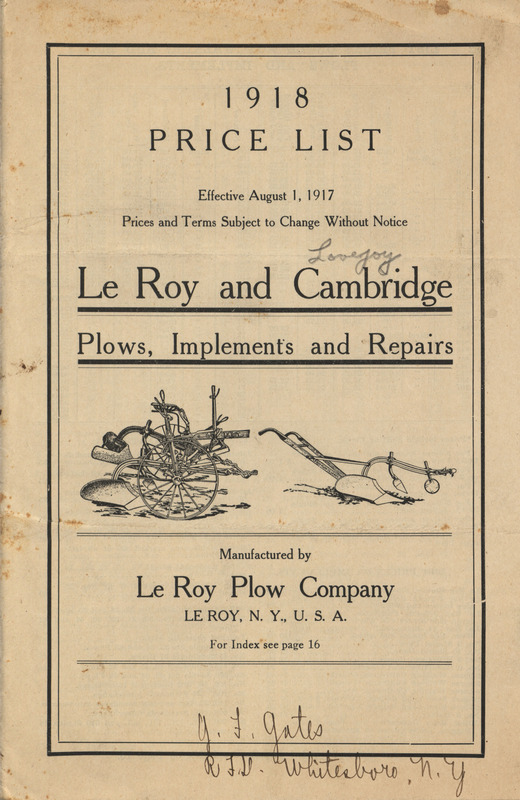 1918
PRICE LIST
Effective August 1, 1917
Prices and Terms Subject to Change Without Notice
Lovejoy
Le Roy and Cambridge
Plows, Implements and Repairs
Manufactured by
Le Roy Plow Company
LE ROY, N. Y., U. S. A.
For Index see page 16
Y. F. Gates
R F D. Whitesboro, N. Y